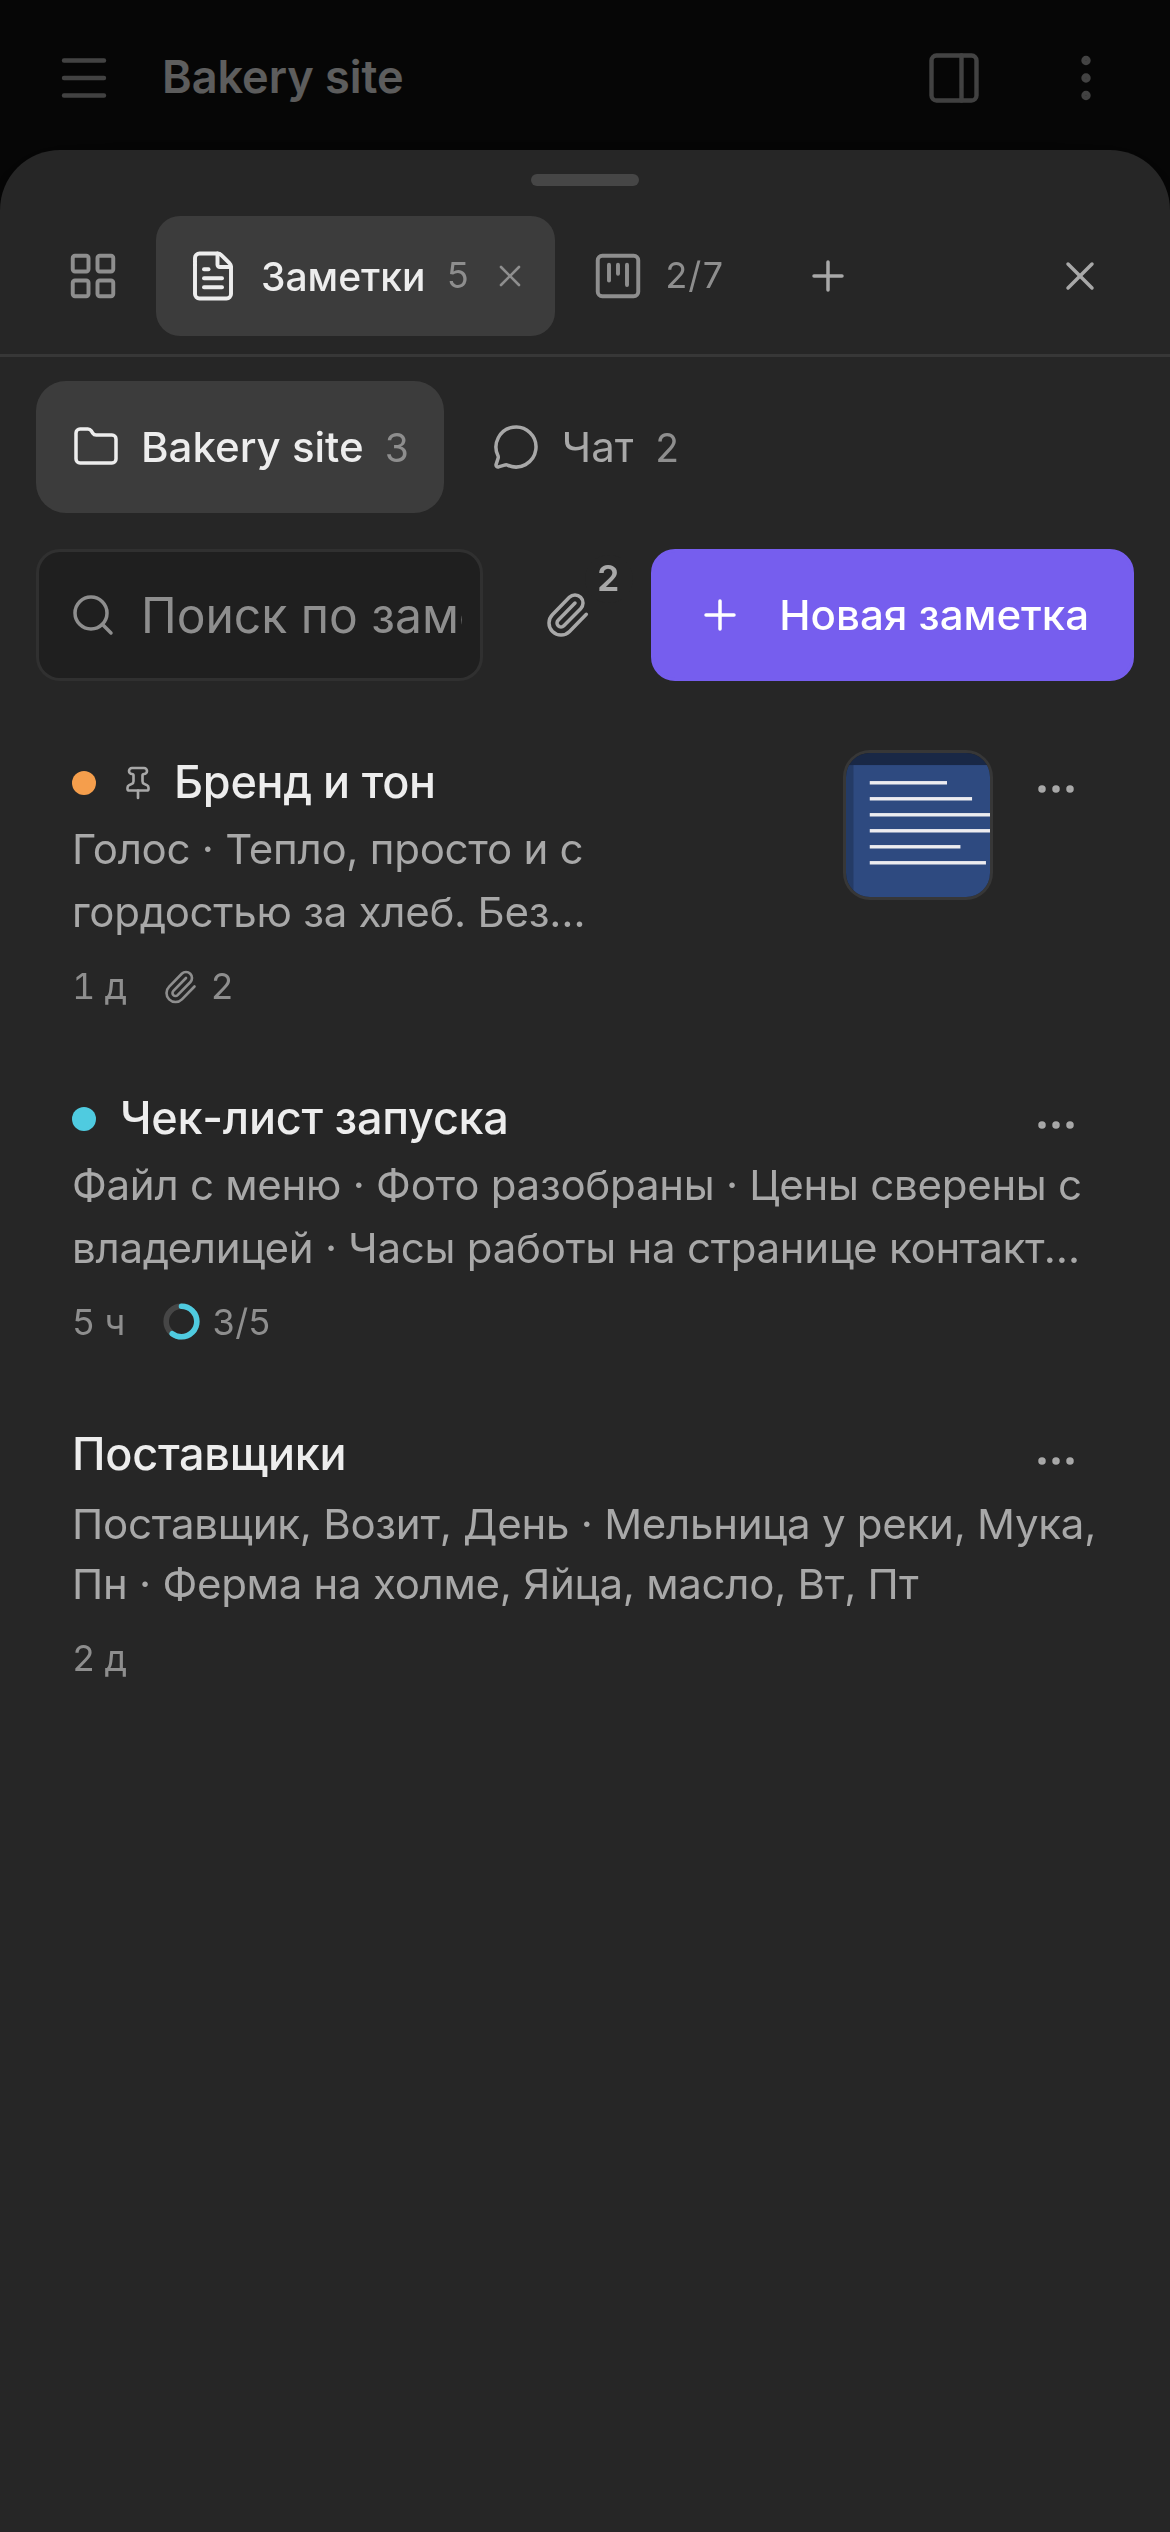 Bakery site
Заметки 5
2/7
Bakery site 3
Чат 2
Поиск по зам
2
Новая заметка
Бренд и тон
Голос · Тепло, просто и с
гордостью за хлеб. Без...
1 д 2
Чек-лист запуска
Файл с меню · Фото разобраны · Цены сверены с
владелицей · Часы работы на странице контакт...
5 ч 3/5
Поставщики
Поставщик, Возит, День · Мельница у реки, Мука,
Пн · Ферма на холме, Яйца, масло, Вт, Пт
2 д